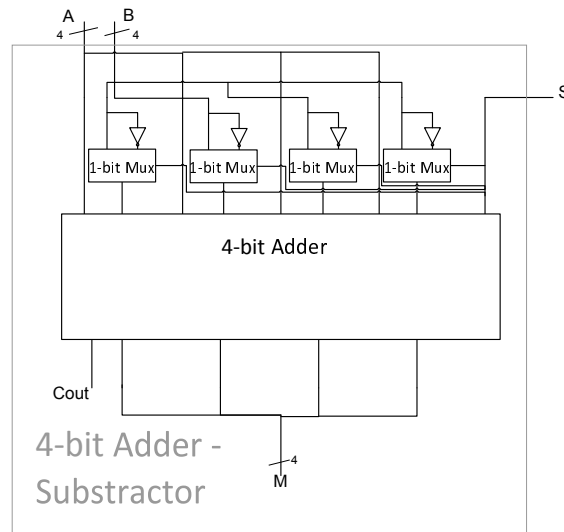 A
B
4
4
S
1-bit Mux
1-bit Mux
1-bit Mux
1-bit Mux
4-bit Adder
Cout
4-bit Adder -
Substractor
4
M